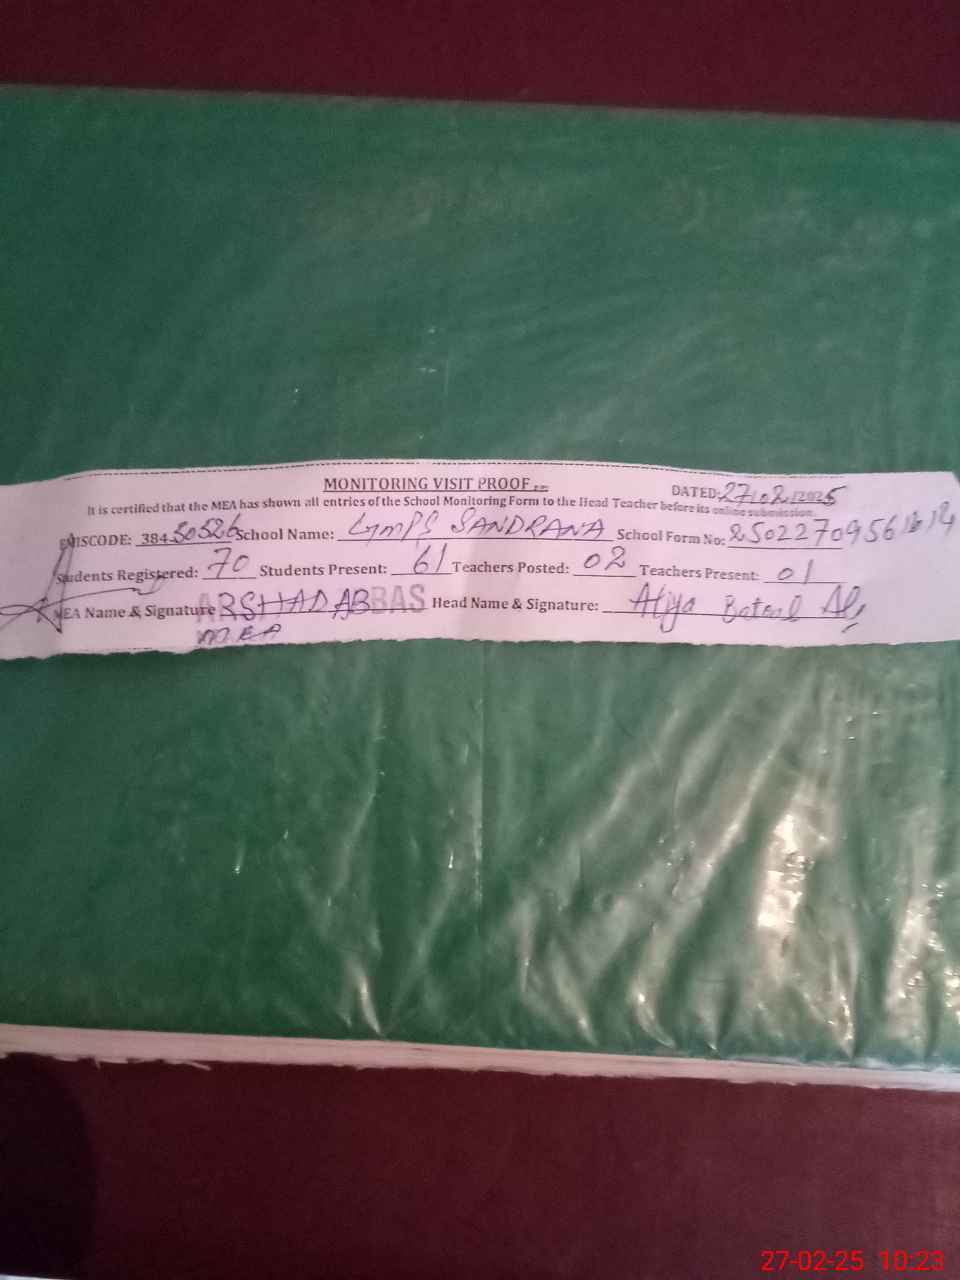 MONITORING VISIT PROOF
DATED: 27/02/2025
It is certified that the MEA has shown all entries of the School Monitoring Form to the Head Teacher before its online submission.
EMISCODE: 38430526 School Name: GMPS SANDRANA School Form No: 250227095612
Students Registered: 70 Students Present: 61 Teachers Posted: 02 Teachers Present: 01
MEA Name & Signature ARSHAD ABBAS Head Name & Signature: Atiya Batool
MEA
27-02-25 10:23